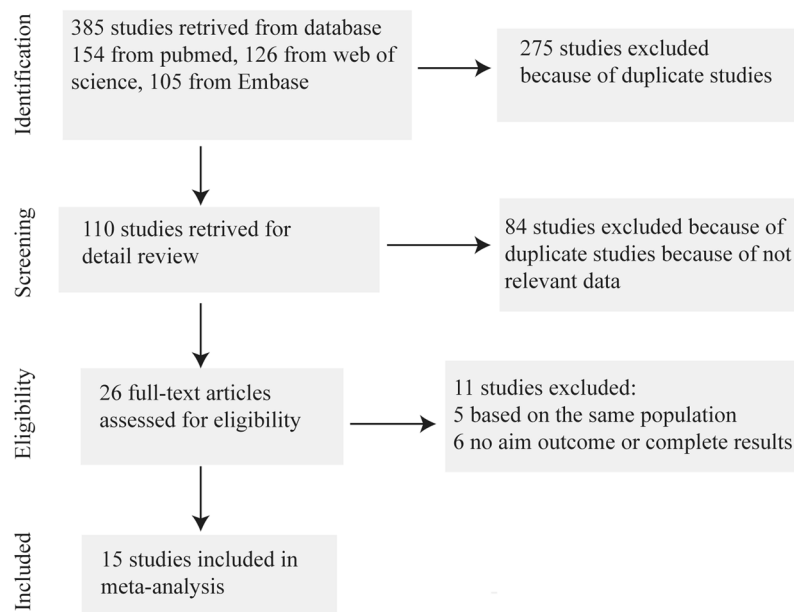 Identification
385 studies retrived from database
154 from pubmed, 126 from web of
science, 105 from Embase
275 studies excluded
because of duplicate studies
Screening
110 studies retrived for
detail review
84 studies excluded because of
duplicate studies because of not
relevant data
Eligibility
26 full-text articles
assessed for eligibility
11 studies excluded:
5 based on the same population
6 no aim outcome or complete results
Included
15 studies included in
meta-analysis